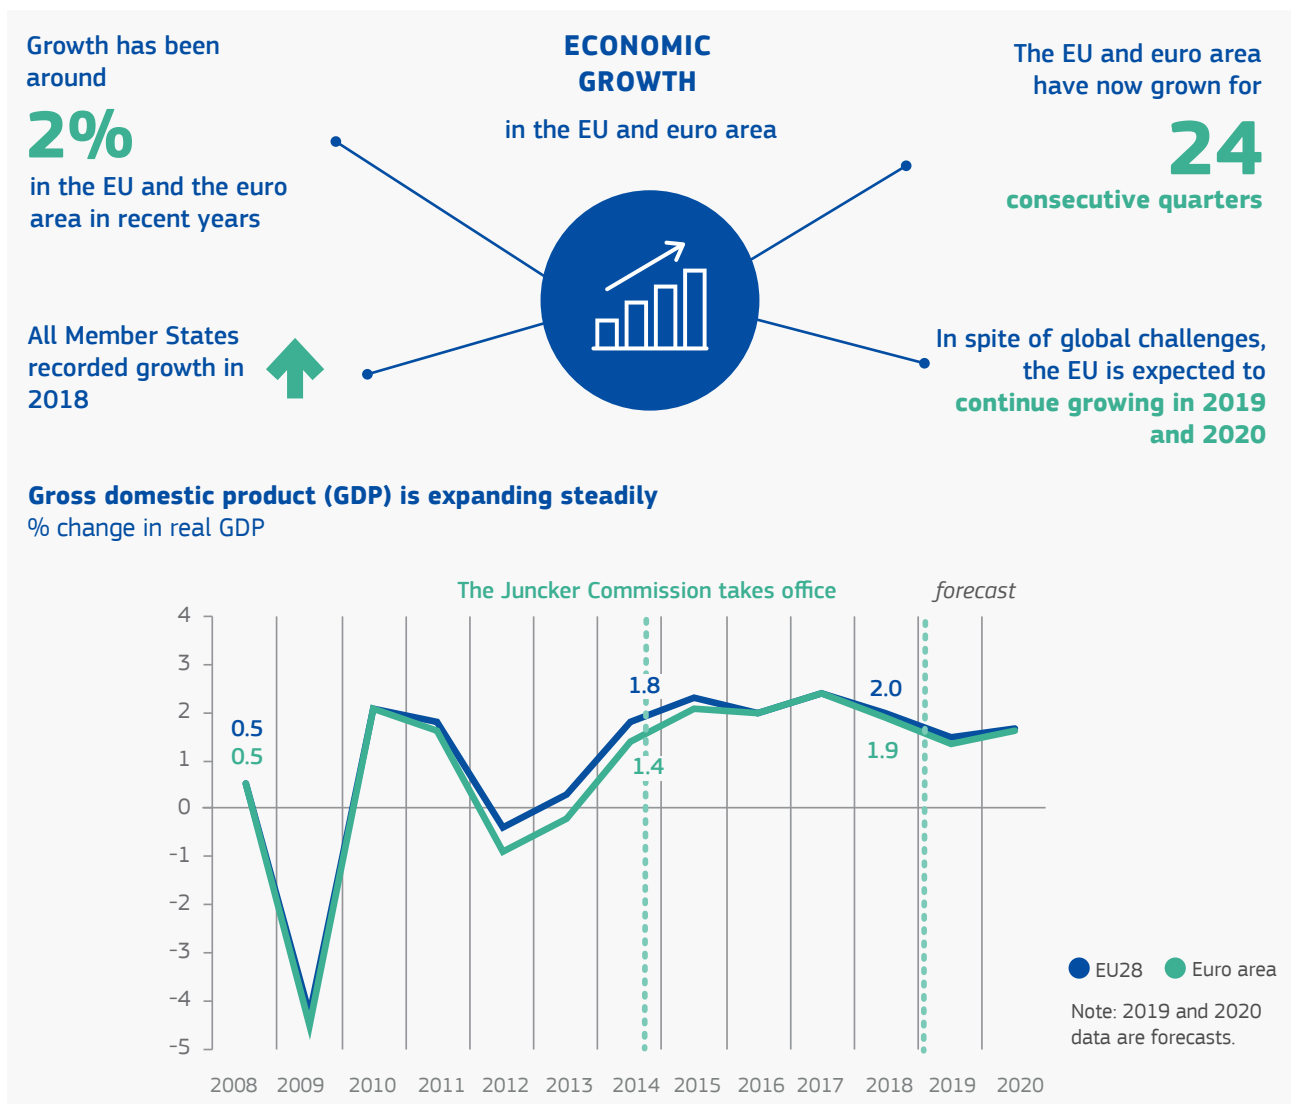 Growth has been
around
2%
in the EU and the euro
area in recent years
ECONOMIC
GROWTH
in the EU and euro area
The EU and euro area
have now grown for
24
consecutive quarters
All Member States
recorded growth in
2018
In spite of global challenges,
the EU is expected to
continue growing in 2019
and 2020
Gross domestic product (GDP) is expanding steadily
% change in real GDP
The Juncker Commission takes office
forecast
4
3
2
1
0
-1
-2
-3
-4
-5
0.5
0.5
1.8
1.4
2.0
1.9
EU28
Euro area
Note: 2019 and 2020
data are forecasts.
2008 2009 2010 2011 2012 2013 2014 2015 2016 2017 2018 2019 2020